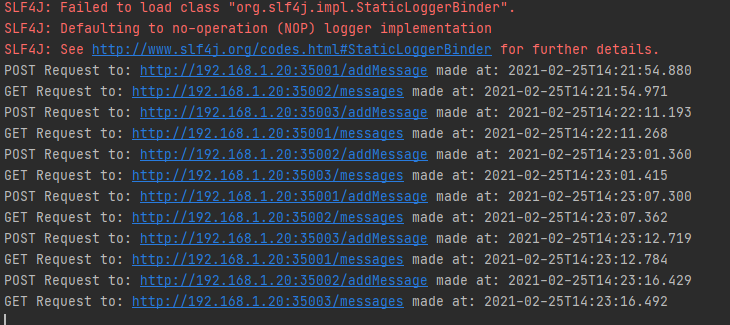 SLF4J: Failed to load class "org.slf4j.impl.StaticLoggerBinder".
SLF4J: Defaulting to no-operation (NOP) logger implementation
SLF4J: See http://www.slf4j.org/codes.html#StaticLoggerBinder for further details.
POST Request to: http://192.168.1.20:35001/addMessage made at: 2021-02-25T14:21:54.880
GET Request to: http://192.168.1.20:35002/messages made at: 2021-02-25T14:21:54.971
POST Request to: http://192.168.1.20:35003/addMessage made at: 2021-02-25T14:22:11.193
GET Request to: http://192.168.1.20:35001/messages made at: 2021-02-25T14:22:11.268
POST Request to: http://192.168.1.20:35002/addMessage made at: 2021-02-25T14:23:01.360
GET Request to: http://192.168.1.20:35003/messages made at: 2021-02-25T14:23:01.415
POST Request to: http://192.168.1.20:35001/addMessage made at: 2021-02-25T14:23:07.300
GET Request to: http://192.168.1.20:35002/messages made at: 2021-02-25T14:23:07.362
POST Request to: http://192.168.1.20:35003/addMessage made at: 2021-02-25T14:23:12.719
GET Request to: http://192.168.1.20:35001/messages made at: 2021-02-25T14:23:12.784
POST Request to: http://192.168.1.20:35002/addMessage made at: 2021-02-25T14:23:16.429
GET Request to: http://192.168.1.20:35003/messages made at: 2021-02-25T14:23:16.492